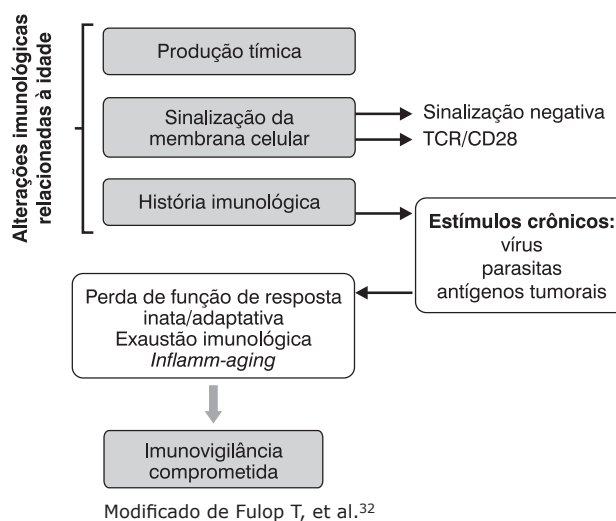 Alterações imunológicas
relacionadas à idade
Produção tímica
Sinalização da
membrana celular
Sinalização negativa
TCR/CD28
História imunológica
Estímulos crônicos:
vírus
parasitas
antígenos tumorais
Perda de função de resposta
inata/adaptativa
Exaustão imunológica
Inflamm-aging
Imunovigilância
comprometida
Modificado de Fulop T, et al.³²